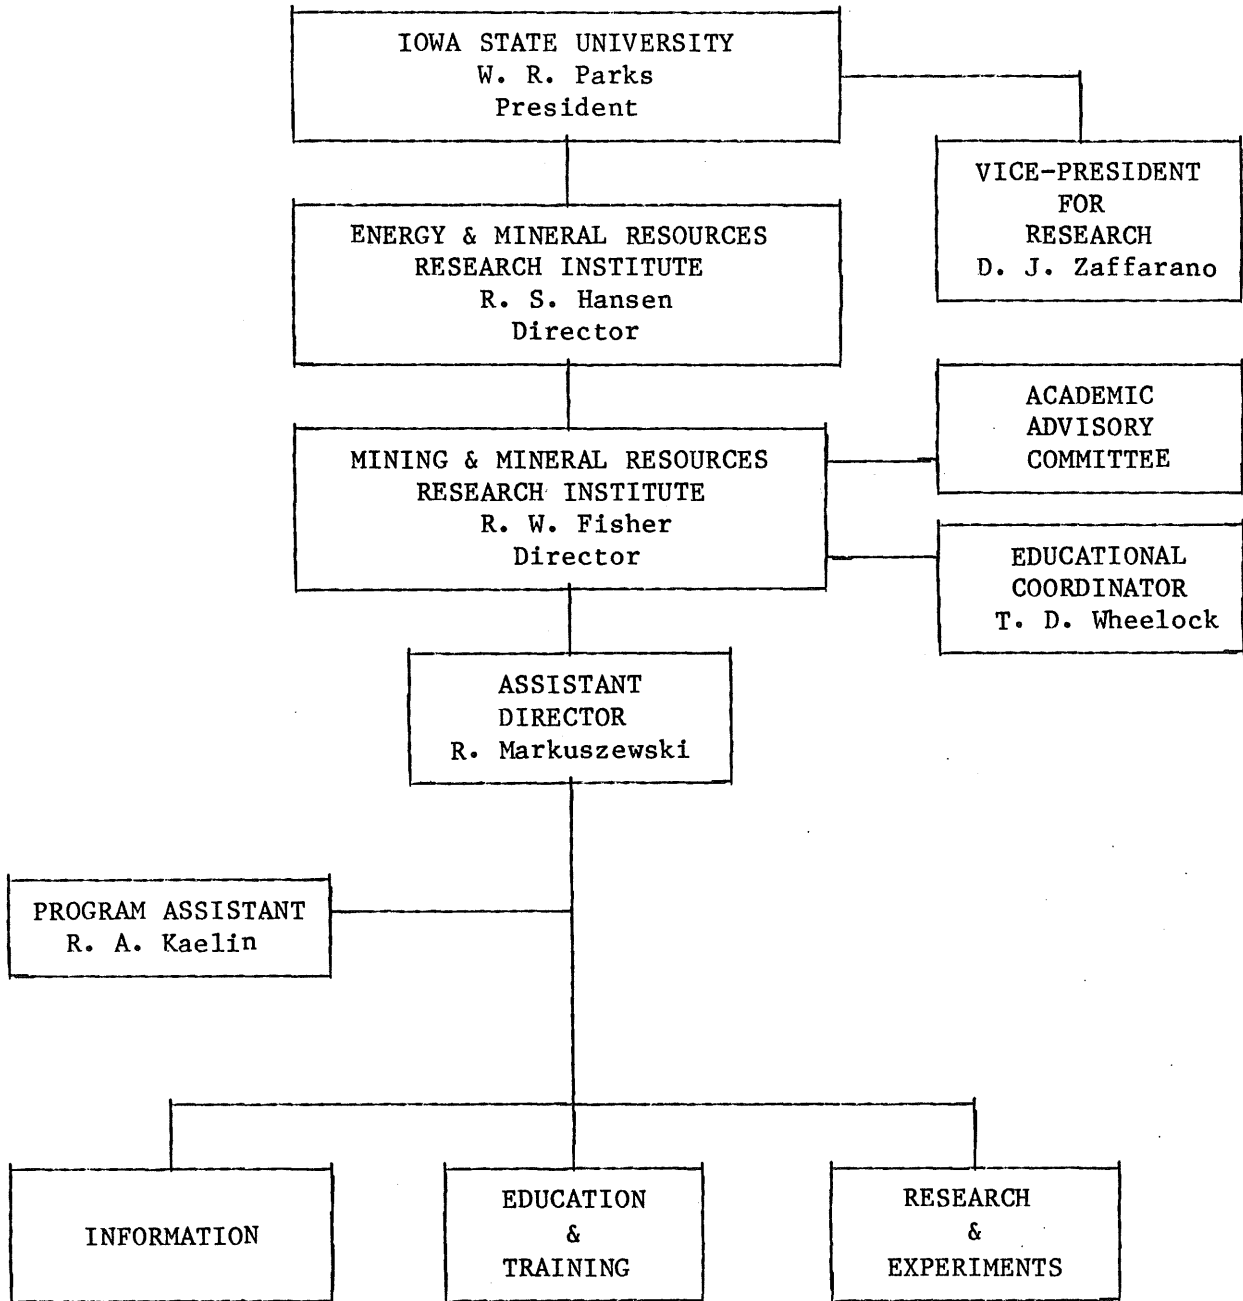 IOWA STATE UNIVERSITY
W. R. Parks
President
VICE-PRESIDENT
FOR
RESEARCH
D. J. Zaffarano
ENERGY & MINERAL RESOURCES
RESEARCH INSTITUTE
R. S. Hansen
Director
ACADEMIC
ADVISORY
COMMITTEE
MINING & MINERAL RESOURCES
RESEARCH INSTITUTE
R. W. Fisher
Director
EDUCATIONAL
COORDINATOR
T. D. Wheelock
ASSISTANT
DIRECTOR
R. Markuszewski
PROGRAM ASSISTANT
R. A. Kaelin
INFORMATION
EDUCATION
&
TRAINING
RESEARCH
&
EXPERIMENTS